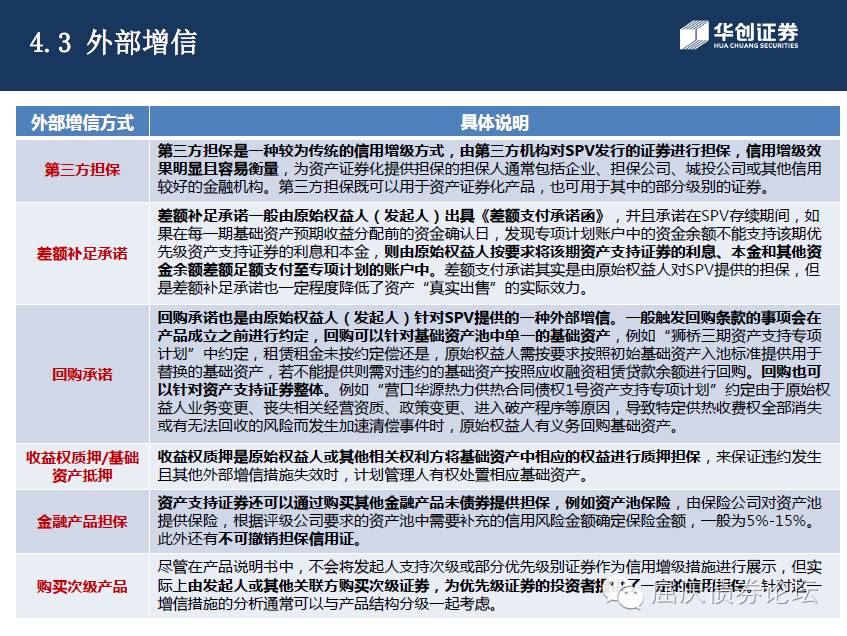 4.3 外部增信
华创证券
HUA CHUANG SECURITIES
外部增信方式
具体说明
第三方担保
第三方担保是一种较为传统的信用增级方式，由第三方机构对SPV发行的证券进行担保，信用增级效
果明显且容易衡量，为资产证券化提供担保的担保人通常包括企业、担保公司、城投公司或其他信用
较好的金融机构。第三方担保既可以用于资产证券化产品，也可用于其中的部分级别的证券。
差额补足承诺
差额补足承诺一般由原始权益人（发起人）出具《差额支付承诺函》，并且承诺在SPV存续期间，如
果在每一期基础资产预期收益分配前的资金确认日，发现专项计划账户中的资金余额不能支持该期优
先级资产支持证券的利息和本金，则由原始权益人按要求将该期资产支持证券的利息、本金和其他资
金余额差额足额支付至专项计划的账户中。差额支付承诺其实是由原始权益人对SPV提供的担保，但
是差额补足承诺也一定程度降低了资产“真实出售”的实际效力。
回购承诺
回购承诺也是由原始权益人（发起人）针对SPV提供的一种外部增信。一般触发回购条款的事项会在
产品成立之前进行约定，回购可以针对基础资产池中单一的基础资产，例如“狮桥三期资产支持专项
计划”中约定，租赁租金未按约定偿还是，原始权益人需按要求按照初始基础资产入池标准提供用于
替换的基础资产，若不能提供则需对违约的基础资产按照应收融资租赁贷款余额进行回购。回购也可
以针对资产支持证券整体。例如“营口华源热力供热合同债权1号资产支持专项计划”约定由于原始权
益人业务变更、丧失相关经营资质、政策变更、进入破产程序等原因，导致特定供热收费权全部消失
或有无法回收的风险而发生加速清偿事件时，原始权益人有义务回购基础资产。
收益权质押/基础
资产抵押
收益权质押是原始权益人或其他相关权利方将基础资产中相应的权益进行质押担保，来保证违约发生
且其他外部增信措施失效时，计划管理人有权处置相应基础资产。
金融产品担保
资产支持证券还可以通过购买其他金融产品未债券提供担保，例如资产池保险，由保险公司对资产池
提供保险，根据评级公司要求的资产池中需要补充的信用风险金额确定保险金额，一般为5%-15%。
此外还有不可撤销担保信用证。
购买次级产品
尽管在产品说明书中，不会将发起人支持次级或部分优先级别证券作为信用增级措施进行展示，但实
际上由发起人或其他关联方购买次级证券，为优先级证券的投资者提供了一定的信用担保。针对这一
增信措施的分析通常可以与产品结构分级一起考虑。
屈庆债券论坛